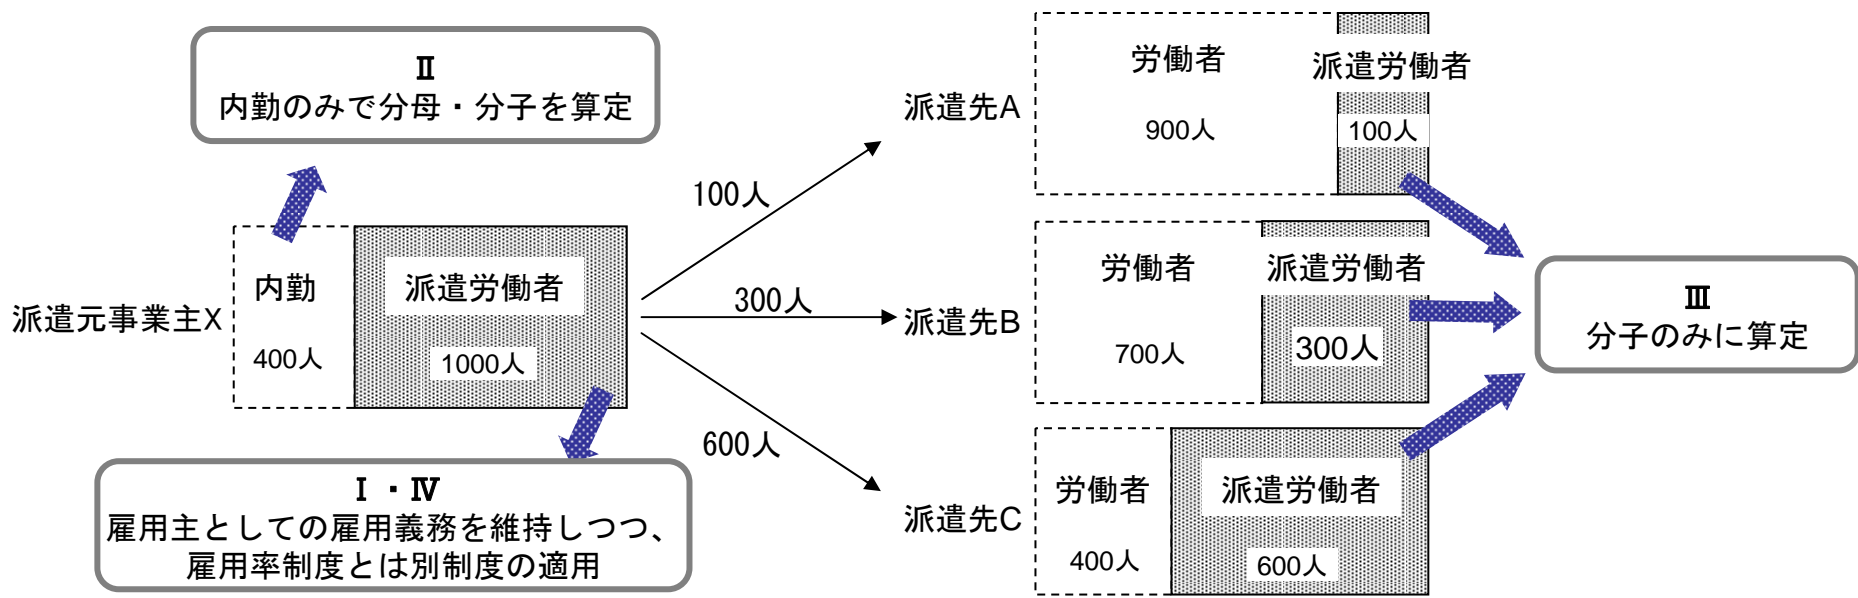 Ⅱ
内勤のみで分母・分子を算定
派遣元事業主X
内勤
400人
派遣労働者
1000人
Ⅰ・Ⅳ
雇用主としての雇用義務を維持しつつ、
雇用率制度とは別制度の適用
100人
300人
600人
派遣先A
労働者
900人
派遣労働者
100人
派遣先B
労働者
700人
派遣労働者
300人
派遣先C
労働者
400人
派遣労働者
600人
Ⅲ
分子のみに算定